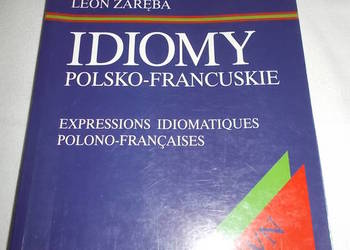 LEON ZARĘBA
IDIOMY
POLSKO-FRANCUSKIE
EXPRESSIONS IDIOMATIQUES
POLONO-FRANÇAISES